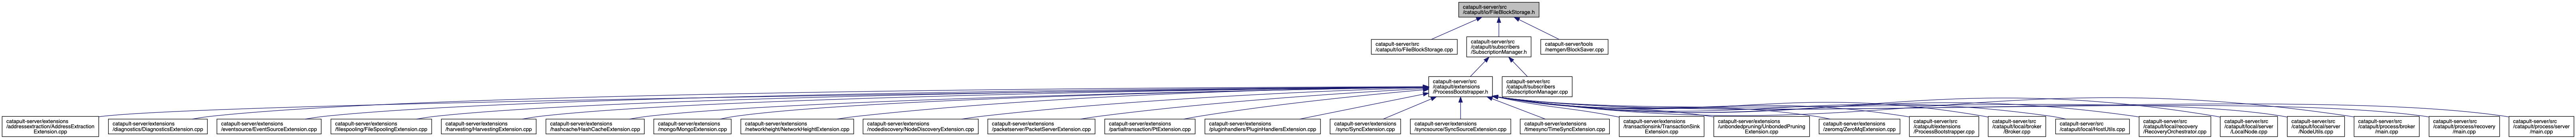 catapult-server/src
/catapult/io/FileBlockStorage.h
catapult-server/src
/catapult/io/FileBlockStorage.cpp
catapult-server/src
/catapult/subscribers
/SubscriptionManager.h
catapult-server/tools
/nemgen/BlockSaver.cpp
catapult-server/src
/catapult/extensions
/ProcessBootstrapper.h
catapult-server/src
/catapult/subscribers
/SubscriptionManager.cpp
catapult-server/extensions
/addressextraction/AddressExtraction
Extension.cpp
catapult-server/extensions
/diagnostics/DiagnosticsExtension.cpp
catapult-server/extensions
/eventsource/EventSourceExtension.cpp
catapult-server/extensions
/filespooling/FileSpoolingExtension.cpp
catapult-server/extensions
/harvesting/HarvestingExtension.cpp
catapult-server/extensions
/hashcache/HashCacheExtension.cpp
catapult-server/extensions
/mongo/MongoExtension.cpp
catapult-server/extensions
/networkheight/NetworkHeightExtension.cpp
catapult-server/extensions
/nodediscovery/NodeDiscoveryExtension.cpp
catapult-server/extensions
/packetserver/PacketServerExtension.cpp
catapult-server/extensions
/partialtransaction/PtExtension.cpp
catapult-server/extensions
/pluginhandlers/PluginHandlersExtension.cpp
catapult-server/extensions
/sync/SyncExtension.cpp
catapult-server/extensions
/syncsource/SyncSourceExtension.cpp
catapult-server/extensions
/timesync/TimeSyncExtension.cpp
catapult-server/extensions
/transactionsink/TransactionSink
Extension.cpp
catapult-server/extensions
/unbondedpruning/UnbondedPruning
Extension.cpp
catapult-server/extensions
/zeromq/ZeroMqExtension.cpp
catapult-server/src
/catapult/extensions
/ProcessBootstrapper.cpp
catapult-server/src
/catapult/local/broker
/Broker.cpp
catapult-server/src
/catapult/local/HostUtils.cpp
catapult-server/src
/catapult/local/recovery
/RecoveryOrchestrator.cpp
catapult-server/src
/catapult/local/server
/LocalNode.cpp
catapult-server/src
/catapult/local/server
/NodeUtils.cpp
catapult-server/src
/catapult/process/broker
/main.cpp
catapult-server/src
/catapult/process/recovery
/main.cpp
catapult-server/src
/catapult/process/server
/main.cpp